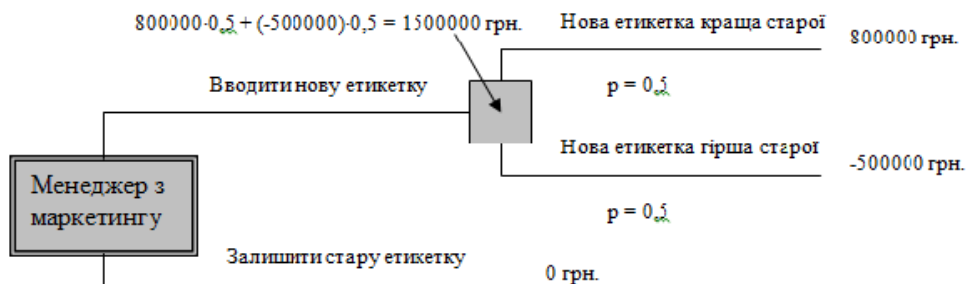 800000·0,5 + (-500000)·0,5 = 1500000 грн.
Нова етикетка краща старої
800000 грн.
Вводити нову етикетку
p = 0,5
Нова етикетка гірша старої
-500000 грн.
Менеджер з
маркетингу
p = 0,5
Залишити стару етикетку
0 грн.